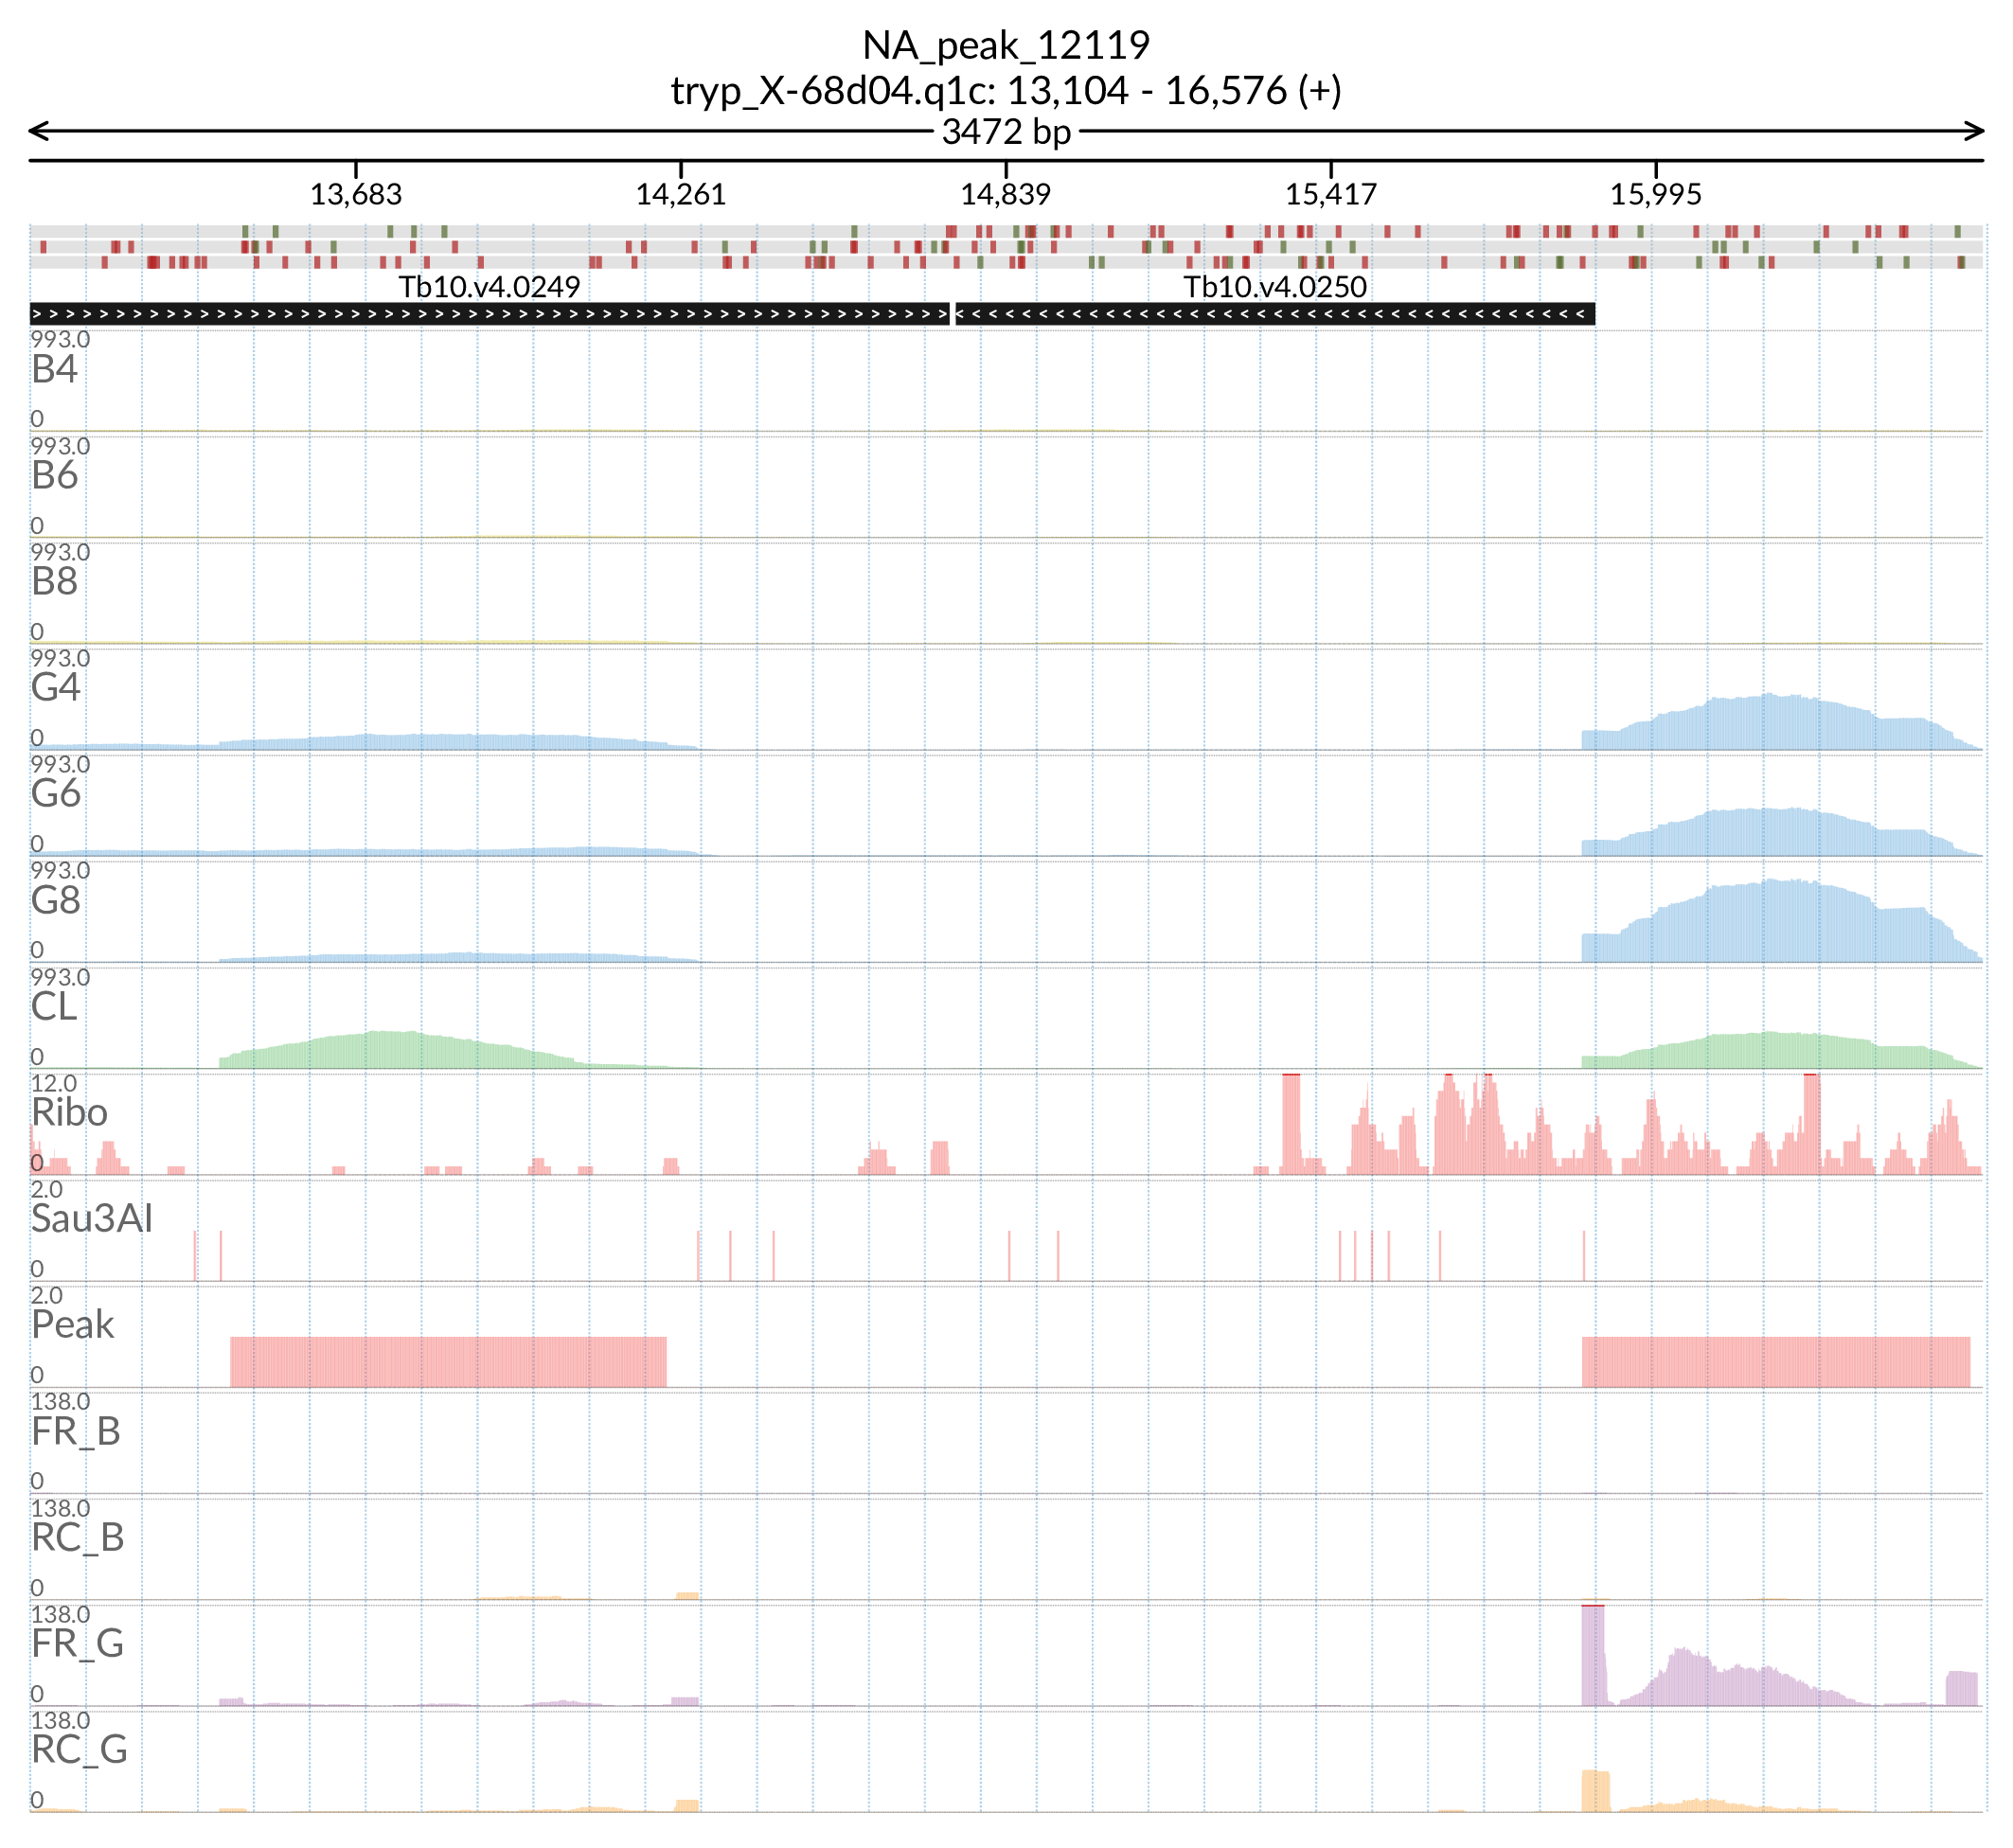 NA_peak_12119
tryp_X-68d04.q1c: 13,104 - 16,576 (+)
3472 bp
13,683 14,261 14,839 15,417 15,995
Tb10.v4.0249 Tb10.v4.0250
993.0
B4
0
993.0
B6
0
993.0
B8
0
993.0
G4
0
993.0
G6
0
993.0
G8
0
993.0
CL
0
12.0
Ribo
0
2.0
Sau3AI
0
2.0
Peak
0
138.0
FR_B
0
138.0
RC_B
0
138.0
FR_G
0
138.0
RC_G
0